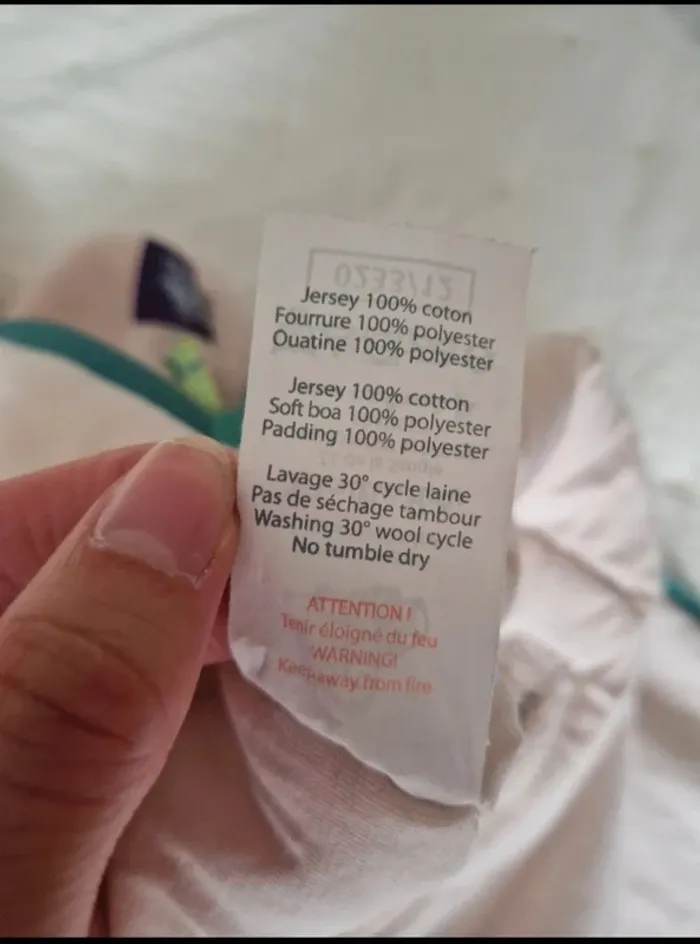 0233/12
Jersey 100% coton
Fourrure 100% polyester
Ouatine 100% polyester
Jersey 100% cotton
Soft boa 100% polyester
Padding 100% polyester
Lavage 30° cycle laine
Pas de séchage tambour
Washing 30° wool cycle
No tumble dry
ATTENTION !
Tenir éloigné du feu
WARNING!
Keep away from fire